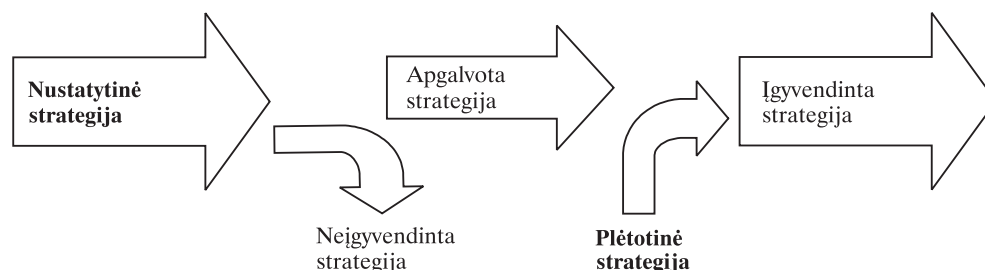 Nustatytinė
strategija
Apgalvota
strategija
Įgyvendinta
strategija
Neįgyvendinta
strategija
Plėtotinė
strategija